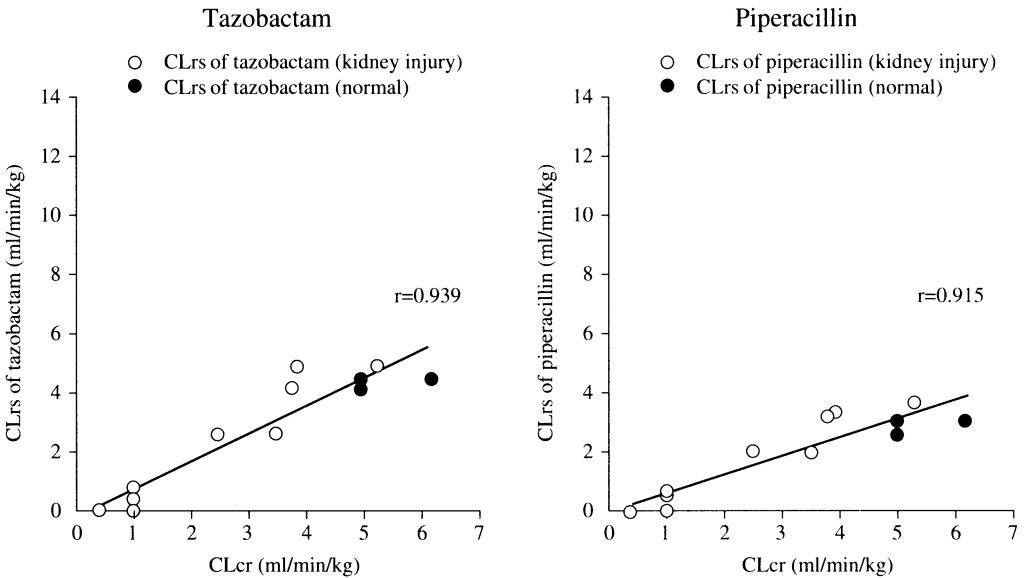 Tazobactam
CLrs of tazobactam (kidney injury)
CLrs of tazobactam (normal)
14
12
10
8
6
4
2
0
CLrs of tazobactam (ml/min/kg)
r=0.939
0 1 2 3 4 5 6 7
CLcr (ml/min/kg)
Piperacillin
CLrs of piperacillin (kidney injury)
CLrs of piperacillin (normal)
14
12
10
8
6
4
2
0
CLrs of piperacillin (ml/min/kg)
r=0.915
0 1 2 3 4 5 6 7
CLcr (ml/min/kg)